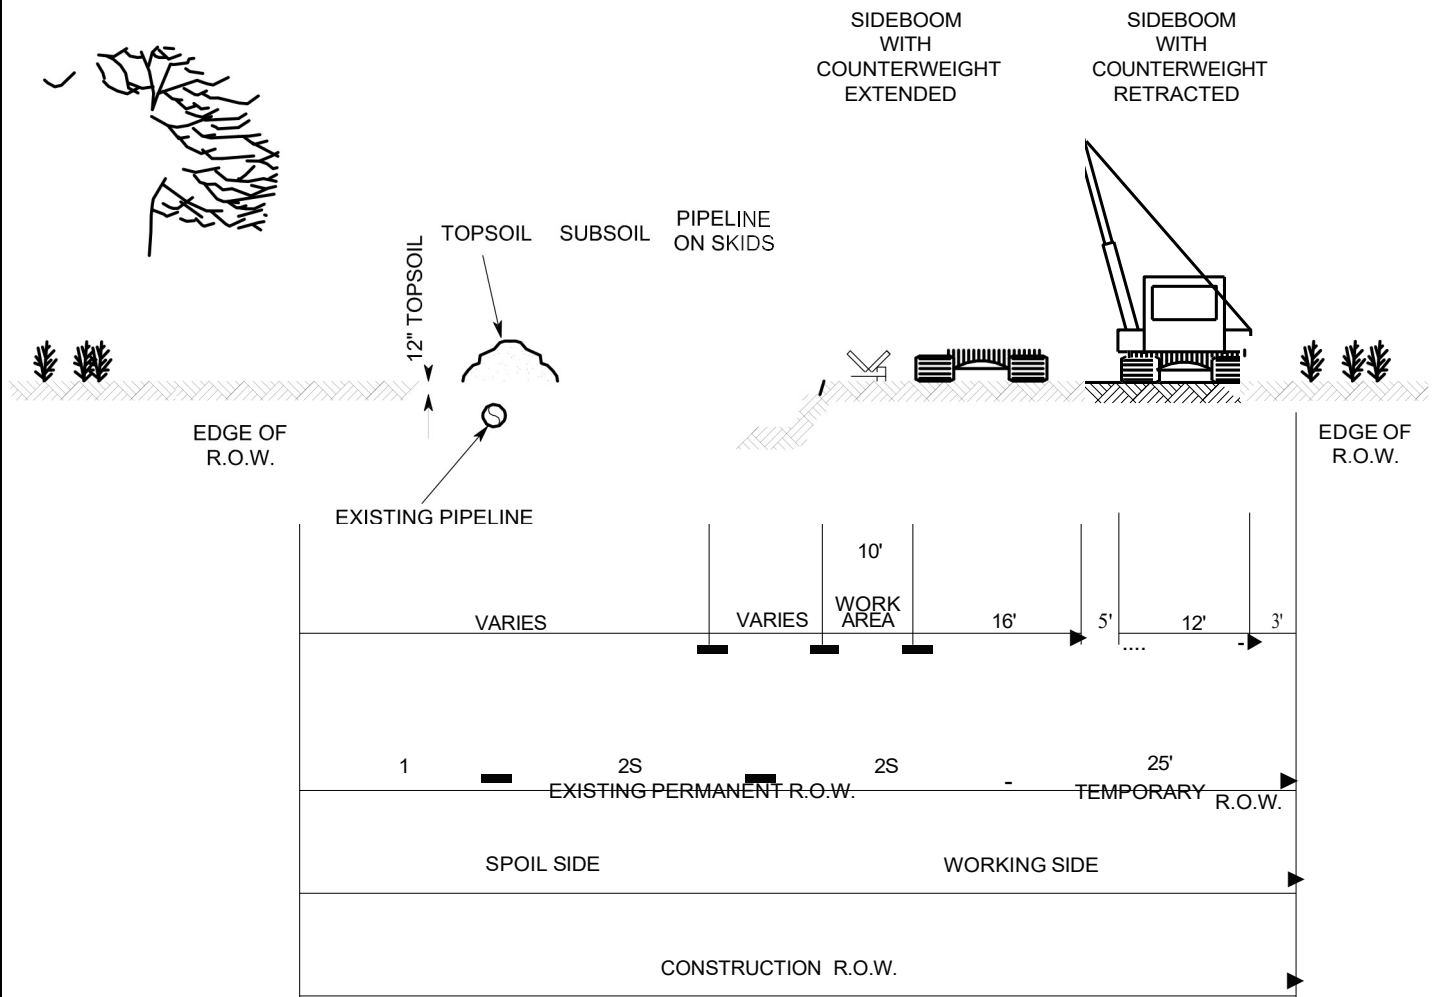 SIDEBOOM
WITH
COUNTERWEIGHT
EXTENDED
SIDEBOOM
WITH
COUNTERWEIGHT
RETRACTED
12" TOPSOIL
TOPSOIL
SUBSOIL
PIPELINE
ON SKIDS
EDGE OF
R.O.W.
EDGE OF
R.O.W.
EXISTING PIPELINE
10'
WORK
AREA
VARIES
VARIES
16'
5'
12'
3'
1
2S
2S
25'
EXISTING PERMANENT R.O.W.
TEMPORARY R.O.W.
SPOIL SIDE
WORKING SIDE
CONSTRUCTION R.O.W.